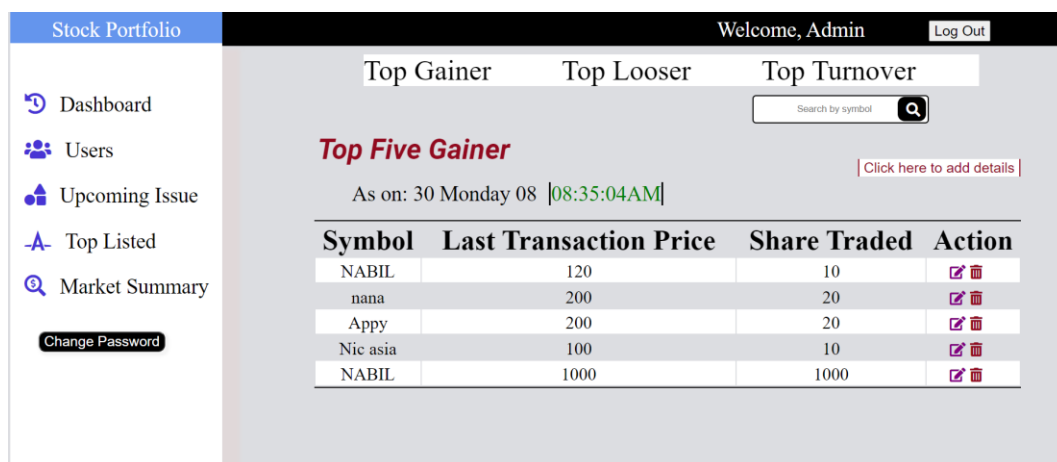 Stock Portfolio Welcome, Admin Log Out
Top Gainer Top Looser Top Turnover
Dashboard
Search by symbol
Users
Top Five Gainer
Click here to add details
Upcoming Issue
As on: 30 Monday 08 08:35:04AM
Top Listed
Symbol Last Transaction Price Share Traded Action
NABIL 120 10
Market Summary
nana 200 20
Appy 200 20
Change Password
Nic asia 100 10
NABIL 1000 1000